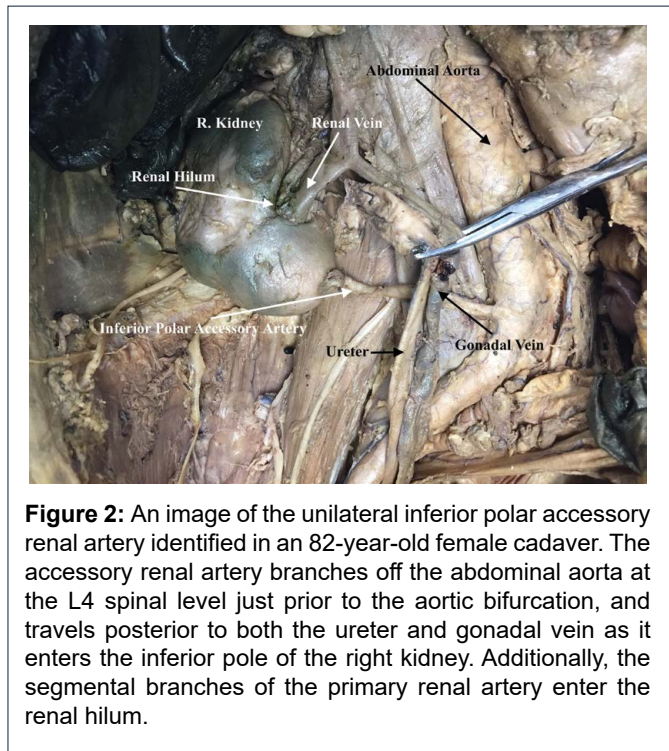 Abdominal Aorta
R. Kidney
Renal Vein
Renal Hilum
Inferior Polar Accessory Artery
Gonadal Vein
Ureter
Figure 2: An image of the unilateral inferior polar accessory
renal artery identified in an 82-year-old female cadaver. The
accessory renal artery branches off the abdominal aorta at
the L4 spinal level just prior to the aortic bifurcation, and
travels posterior to both the ureter and gonadal vein as it
enters the inferior pole of the right kidney. Additionally, the
segmental branches of the primary renal artery enter the
renal hilum.